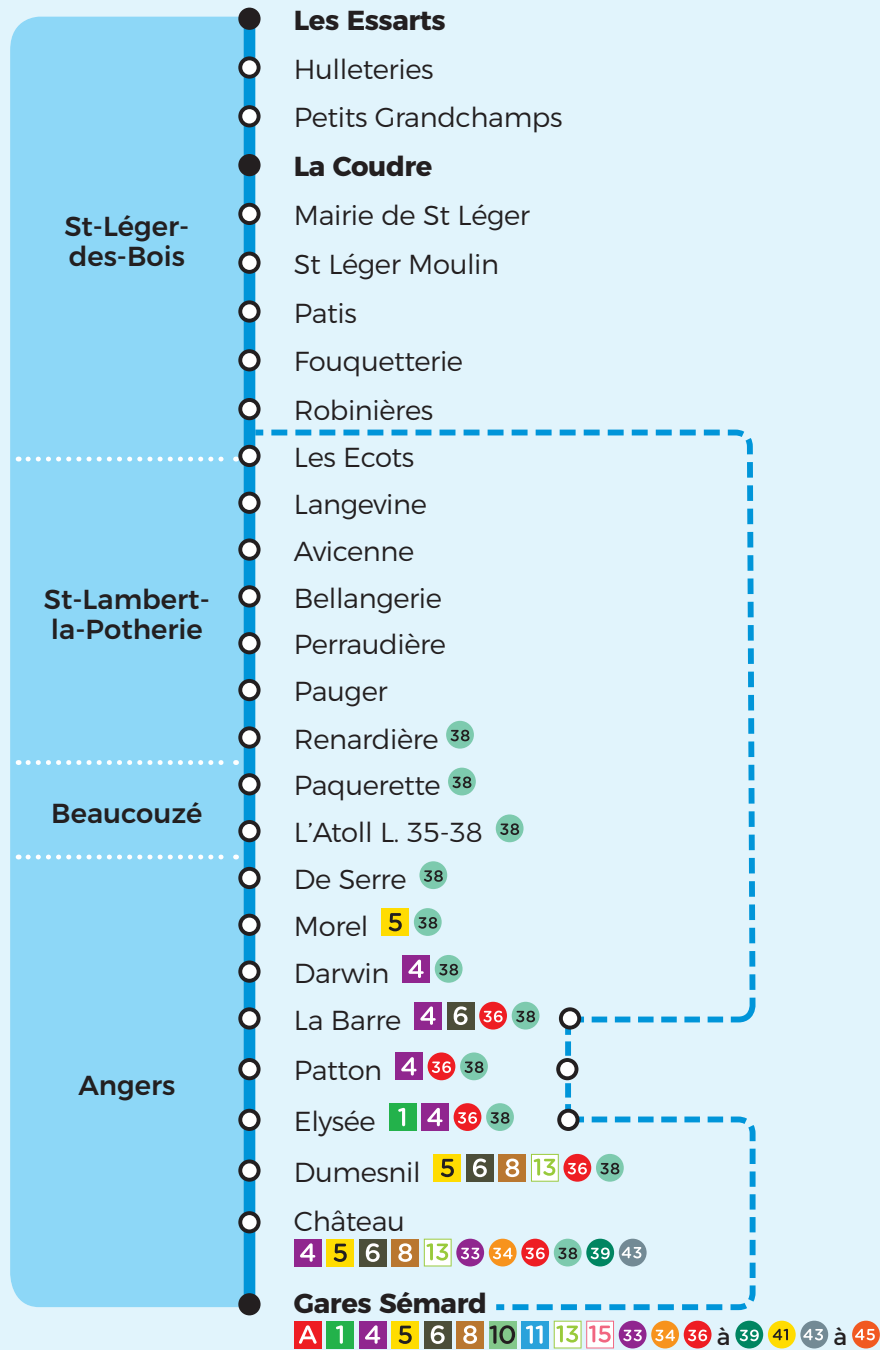 Les Essarts
Hulleteries
Petits Grandchamps
La Coudre
Mairie de St Léger
St Léger Moulin
Patis
Fouquetterie
Robinières
St-Léger-
des-Bois
Les Ecots
Langevine
Avicenne
Bellangerie
Perraudière
Pauger
Renardière 38
St-Lambert-
la-Potherie
Paquerette 38
L'Atoll L. 35-38 38
Beaucouzé
De Serre 38
Morel 5 38
Darwin 4 38
La Barre 4 6 36 38
Patton 4 36 38
Elysée 1 4 36 38
Dumesnil 5 6 8 13 36 38
Château
4 5 6 8 13 33 34 36 38 39 43
Gares Sémard
A 1 4 5 6 8 10 11 13 15 33 34 36 à 39 41 43 à 45
Angers